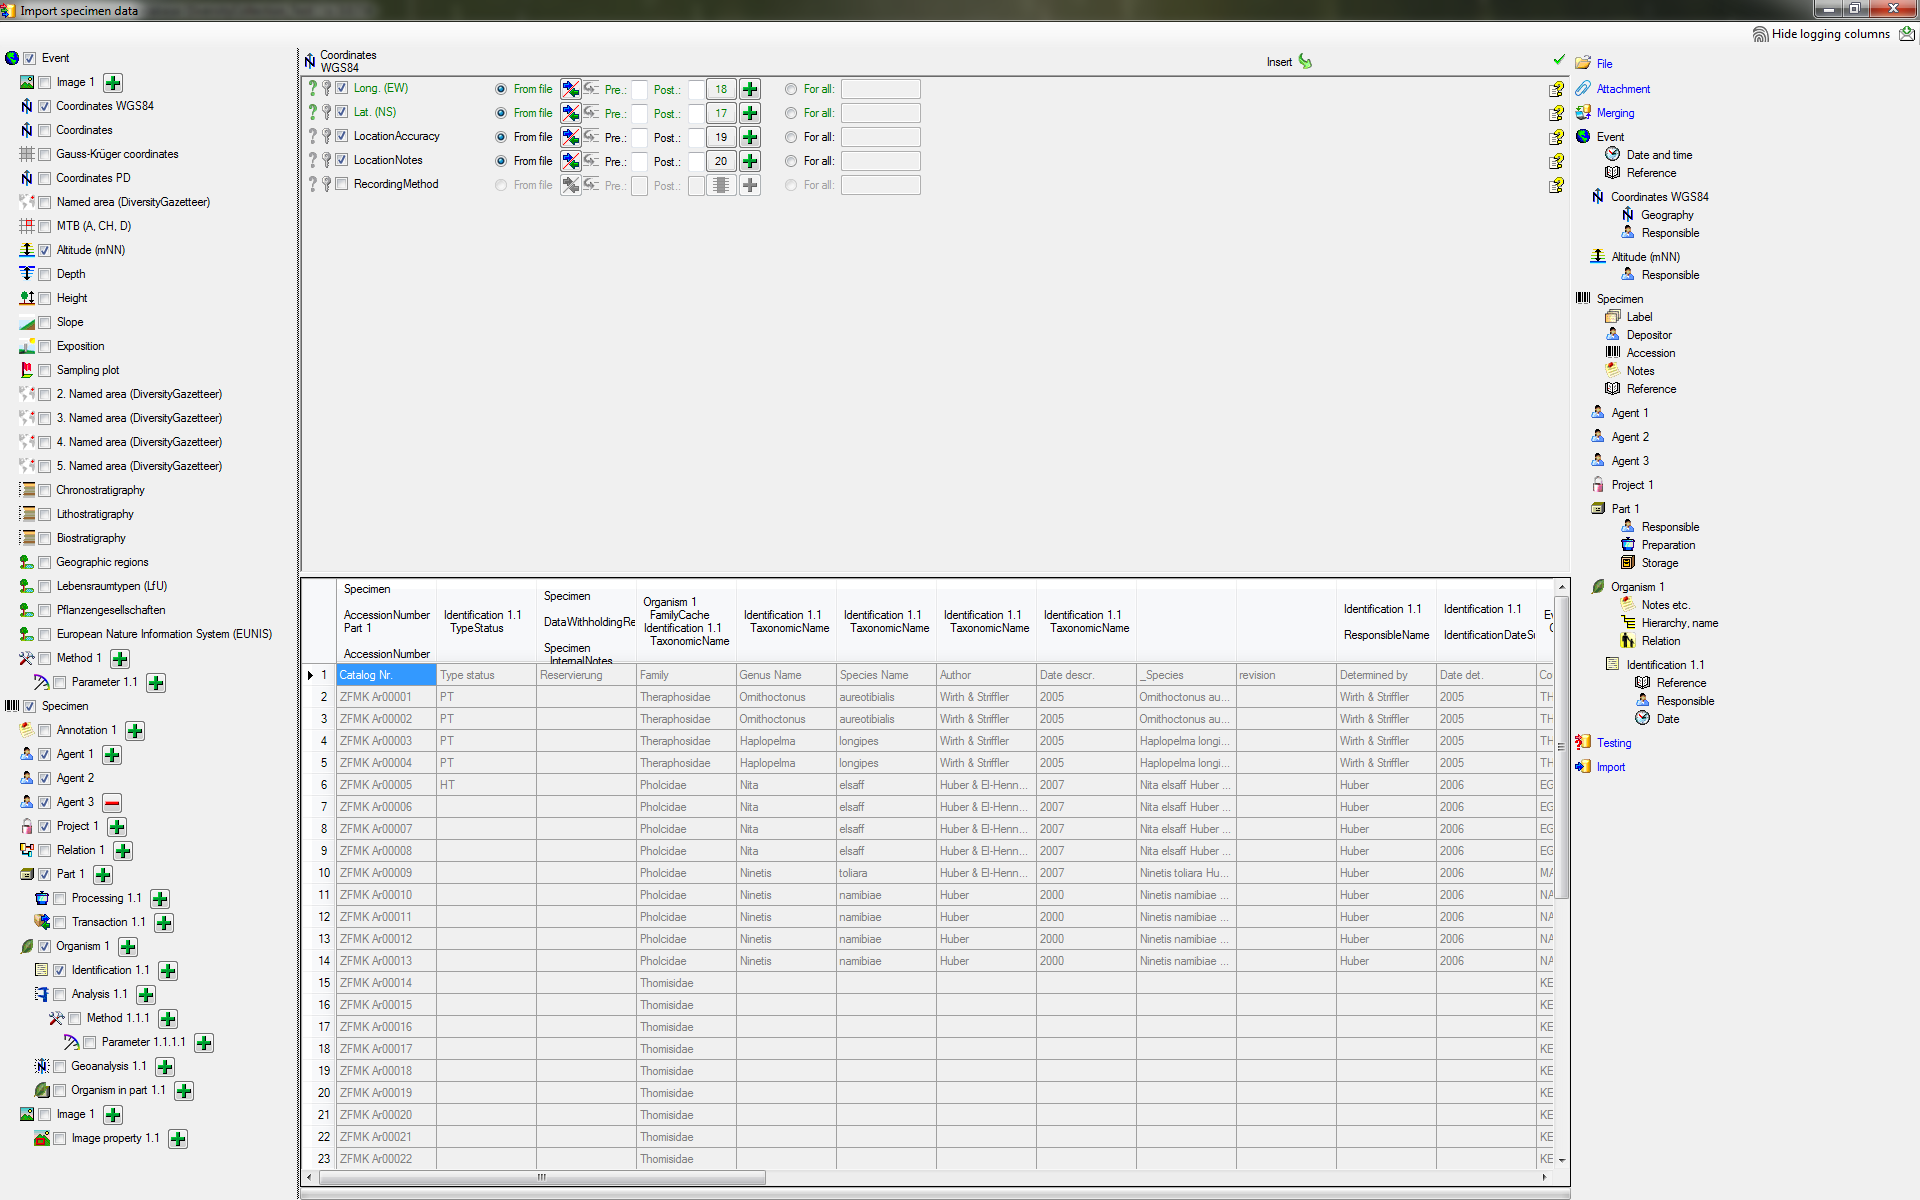 Import specimen data
Hide logging columns
Event
Image 1
Coordinates WGS84
Coordinates
Gauss-Krüger coordinates
Coordinates PD
Named area (DiversityGazetteer)
MTB (A, CH, D)
Altitude (mNN)
Depth
Height
Slope
Exposition
Sampling plot
2. Named area (DiversityGazetteer)
3. Named area (DiversityGazetteer)
4. Named area (DiversityGazetteer)
5. Named area (DiversityGazetteer)
Chronostratigraphy
Lithostratigraphy
Biostratigraphy
Geographic regions
Lebensraumtypen (LfU)
Pflanzengesellschaften
European Nature Information System (EUNIS)
Method 1
Parameter 1.1
Specimen
Annotation 1
Agent 1
Agent 2
Agent 3
Project 1
Relation 1
Part 1
Processing 1.1
Transaction 1.1
Organism 1
Identification 1.1
Analysis 1.1
Method 1.1.1
Parameter 1.1.1.1
Geoanalysis 1.1
Organism in part 1.1
Image 1
Image property 1.1
Coordinates
WGS84
Insert
Long. (EW) From file Pre.: Post.: 18 For all:
Lat. (NS) From file Pre.: Post.: 17 For all:
LocationAccuracy From file Pre.: Post.: 19 For all:
LocationNotes From file Pre.: Post.: 20 For all:
RecordingMethod From file Pre.: Post.: For all:
Specimen
AccessionNumber
Part 1
AccessionNumber
Identification 1.1
TypeStatus
Specimen
DataWithholdingRe
Specimen
InternalNotes
Organism 1
FamilyCache
Identification 1.1
TaxonomicName
Identification 1.1
TaxonomicName
Identification 1.1
TaxonomicName
Identification 1.1
TaxonomicName
Identification 1.1
TaxonomicName
Identification 1.1
ResponsibleName
Identification 1.1
IdentificationDateSu
1 Catalog Nr. Type status Reservierung Family Genus Name Species Name Author Date descr. _Species revision Determined by Date det. Co
2 ZFMK Ar00001 PT Theraphosidae Ornithoctonus aureotibialis Wirth & Striffler 2005 Ornithoctonus au... Wirth & Striffler 2005 TH
3 ZFMK Ar00002 PT Theraphosidae Ornithoctonus aureotibialis Wirth & Striffler 2005 Ornithoctonus au... Wirth & Striffler 2005 TH
4 ZFMK Ar00003 PT Theraphosidae Haplopelma longipes Wirth & Striffler 2005 Haplopelma longi... Wirth & Striffler 2005 TH
5 ZFMK Ar00004 PT Theraphosidae Haplopelma longipes Wirth & Striffler 2005 Haplopelma longi... Wirth & Striffler 2005 TH
6 ZFMK Ar00005 HT Pholcidae Nita elsaff Huber & El-Henn... 2007 Nita elsaff Huber ... Huber 2006 EG
7 ZFMK Ar00006 Pholcidae Nita elsaff Huber & El-Henn... 2007 Nita elsaff Huber ... Huber 2006 EG
8 ZFMK Ar00007 Pholcidae Nita elsaff Huber & El-Henn... 2007 Nita elsaff Huber ... Huber 2006 EG
9 ZFMK Ar00008 Pholcidae Nita elsaff Huber & El-Henn... 2007 Nita elsaff Huber ... Huber 2006 EG
10 ZFMK Ar00009 Pholcidae Ninetis toliara Huber & El-Henn... 2007 Ninetis toliara Hu... Huber 2006 MA
11 ZFMK Ar00010 Pholcidae Ninetis namibiae Huber 2000 Ninetis namibiae ... Huber 2006 NA
12 ZFMK Ar00011 Pholcidae Ninetis namibiae Huber 2000 Ninetis namibiae ... Huber 2006 NA
13 ZFMK Ar00012 Pholcidae Ninetis namibiae Huber 2000 Ninetis namibiae ... Huber 2006 NA
14 ZFMK Ar00013 Pholcidae Ninetis namibiae Huber 2000 Ninetis namibiae ... Huber 2006 NA
15 ZFMK Ar00014 Thomisidae KE
16 ZFMK Ar00015 Thomisidae KE
17 ZFMK Ar00016 Thomisidae KE
18 ZFMK Ar00017 Thomisidae KE
19 ZFMK Ar00018 Thomisidae KE
20 ZFMK Ar00019 Thomisidae KE
21 ZFMK Ar00020 Thomisidae KE
22 ZFMK Ar00021 Thomisidae KE
23 ZFMK Ar00022 Thomisidae KE
File
Attachment
Merging
Event
Date and time
Reference
Coordinates WGS84
Geography
Responsible
Altitude (mNN)
Responsible
Specimen
Label
Depositor
Accession
Notes
Reference
Agent 1
Agent 2
Agent 3
Project 1
Part 1
Responsible
Preparation
Storage
Organism 1
Notes etc.
Hierarchy, name
Relation
Identification 1.1
Reference
Responsible
Date
Testing
Import